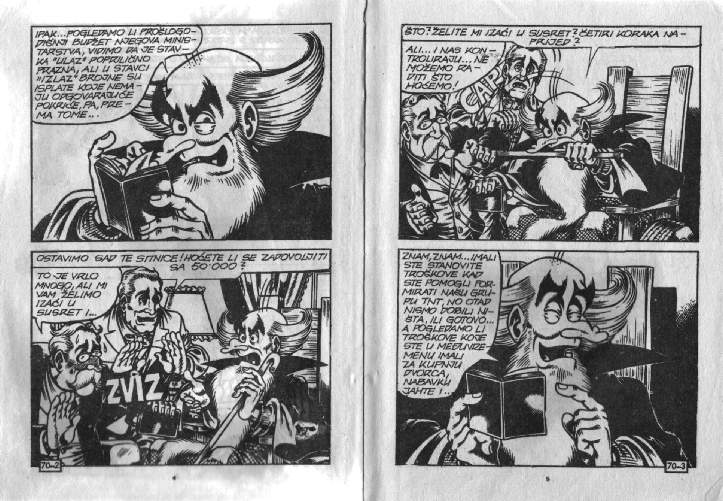 IPAK...POGLEDAMO LI PROŠLOGO-
DIŠNJI BUDŽET NJEGOVA MINIS-
TARSTVA, VIDIMO DA JE STAV-
KA "ULAZ" POPRILIČNO
PRAZNA, ALI U STAVCI
"IZLAZ" BROJNE SU
ISPLATE KOJE NEMA-
JU ODGOVARAJUĆE
POKRIĆE, PA, PRE-
MA TOME...
OSTAVIMO SAD TE SITNICE! HOĆETE LI SE ZADOVOLJITI
SA 50·000?
TO JE VRLO
MNOGO, ALI MI
VAM ŽELIMO
IZAĆI U
SUSRET I...
ZVIZ
70-2
ŠTO? ŽELITE MI IZAĆI U SUSRET? ČETIRI KORAKA NA-
PRIJED?
ALI... I NAS KON-
TROLIRAJU... NE
MOŽEMO RA-
DITI ŠTO
HOĆEMO!
CAP
ZNAM, ZNAM...IMALI
STE STANOVITE
TROŠKOVE KAD
STE POMOGLI FOR-
MIRATI NAŠU GRU-
PU TNT, NO OTAD
NISMO DOBILI NI-
ŠTA, ILI GOTOVO...
A POGLEDAMO LI
TROŠKOVE KOJE
STE U MEĐUVRE-
MENU IMALI
ZA KUPNJU
DVORCA,
NABAVKU
JAHTE I...
70-3